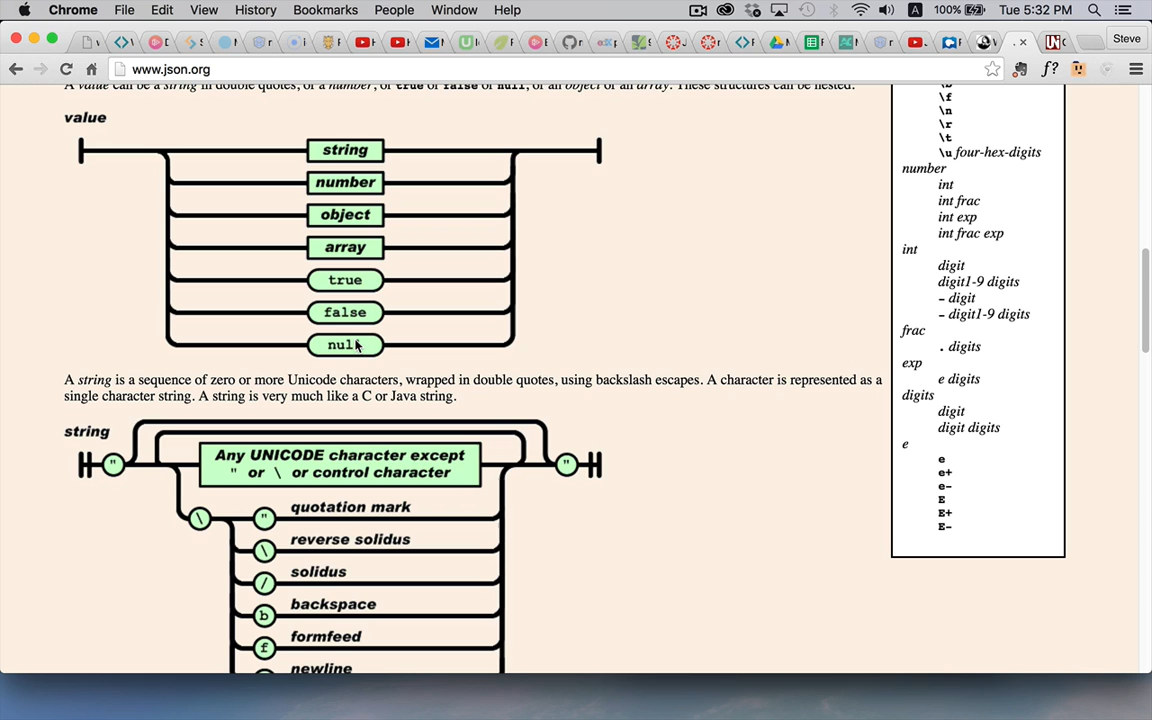 Chrome File Edit View History Bookmarks People Window Help 100% Tue 5:32 PM
Steve
www.json.org
A value can be a string in double quotes, or a number, or true or false or null, or an object or an array. These structures can be nested.
value
string
number
object
array
true
false
null
A string is a sequence of zero or more Unicode characters, wrapped in double quotes, using backslash escapes. A character is represented as a
single character string. A string is very much like a C or Java string.
string
" Any UNICODE character except "
" or \ or control character
\ " quotation mark
\ reverse solidus
/ solidus
b backspace
f formfeed
newline
\b
\f
\n
\r
\t
\u four-hex-digits
number
int
int frac
int exp
int frac exp
int
digit
digit1-9 digits
- digit
- digit1-9 digits
frac
. digits
exp
e digits
digits
digit
digit digits
e
e
e+
e-
E
E+
E-